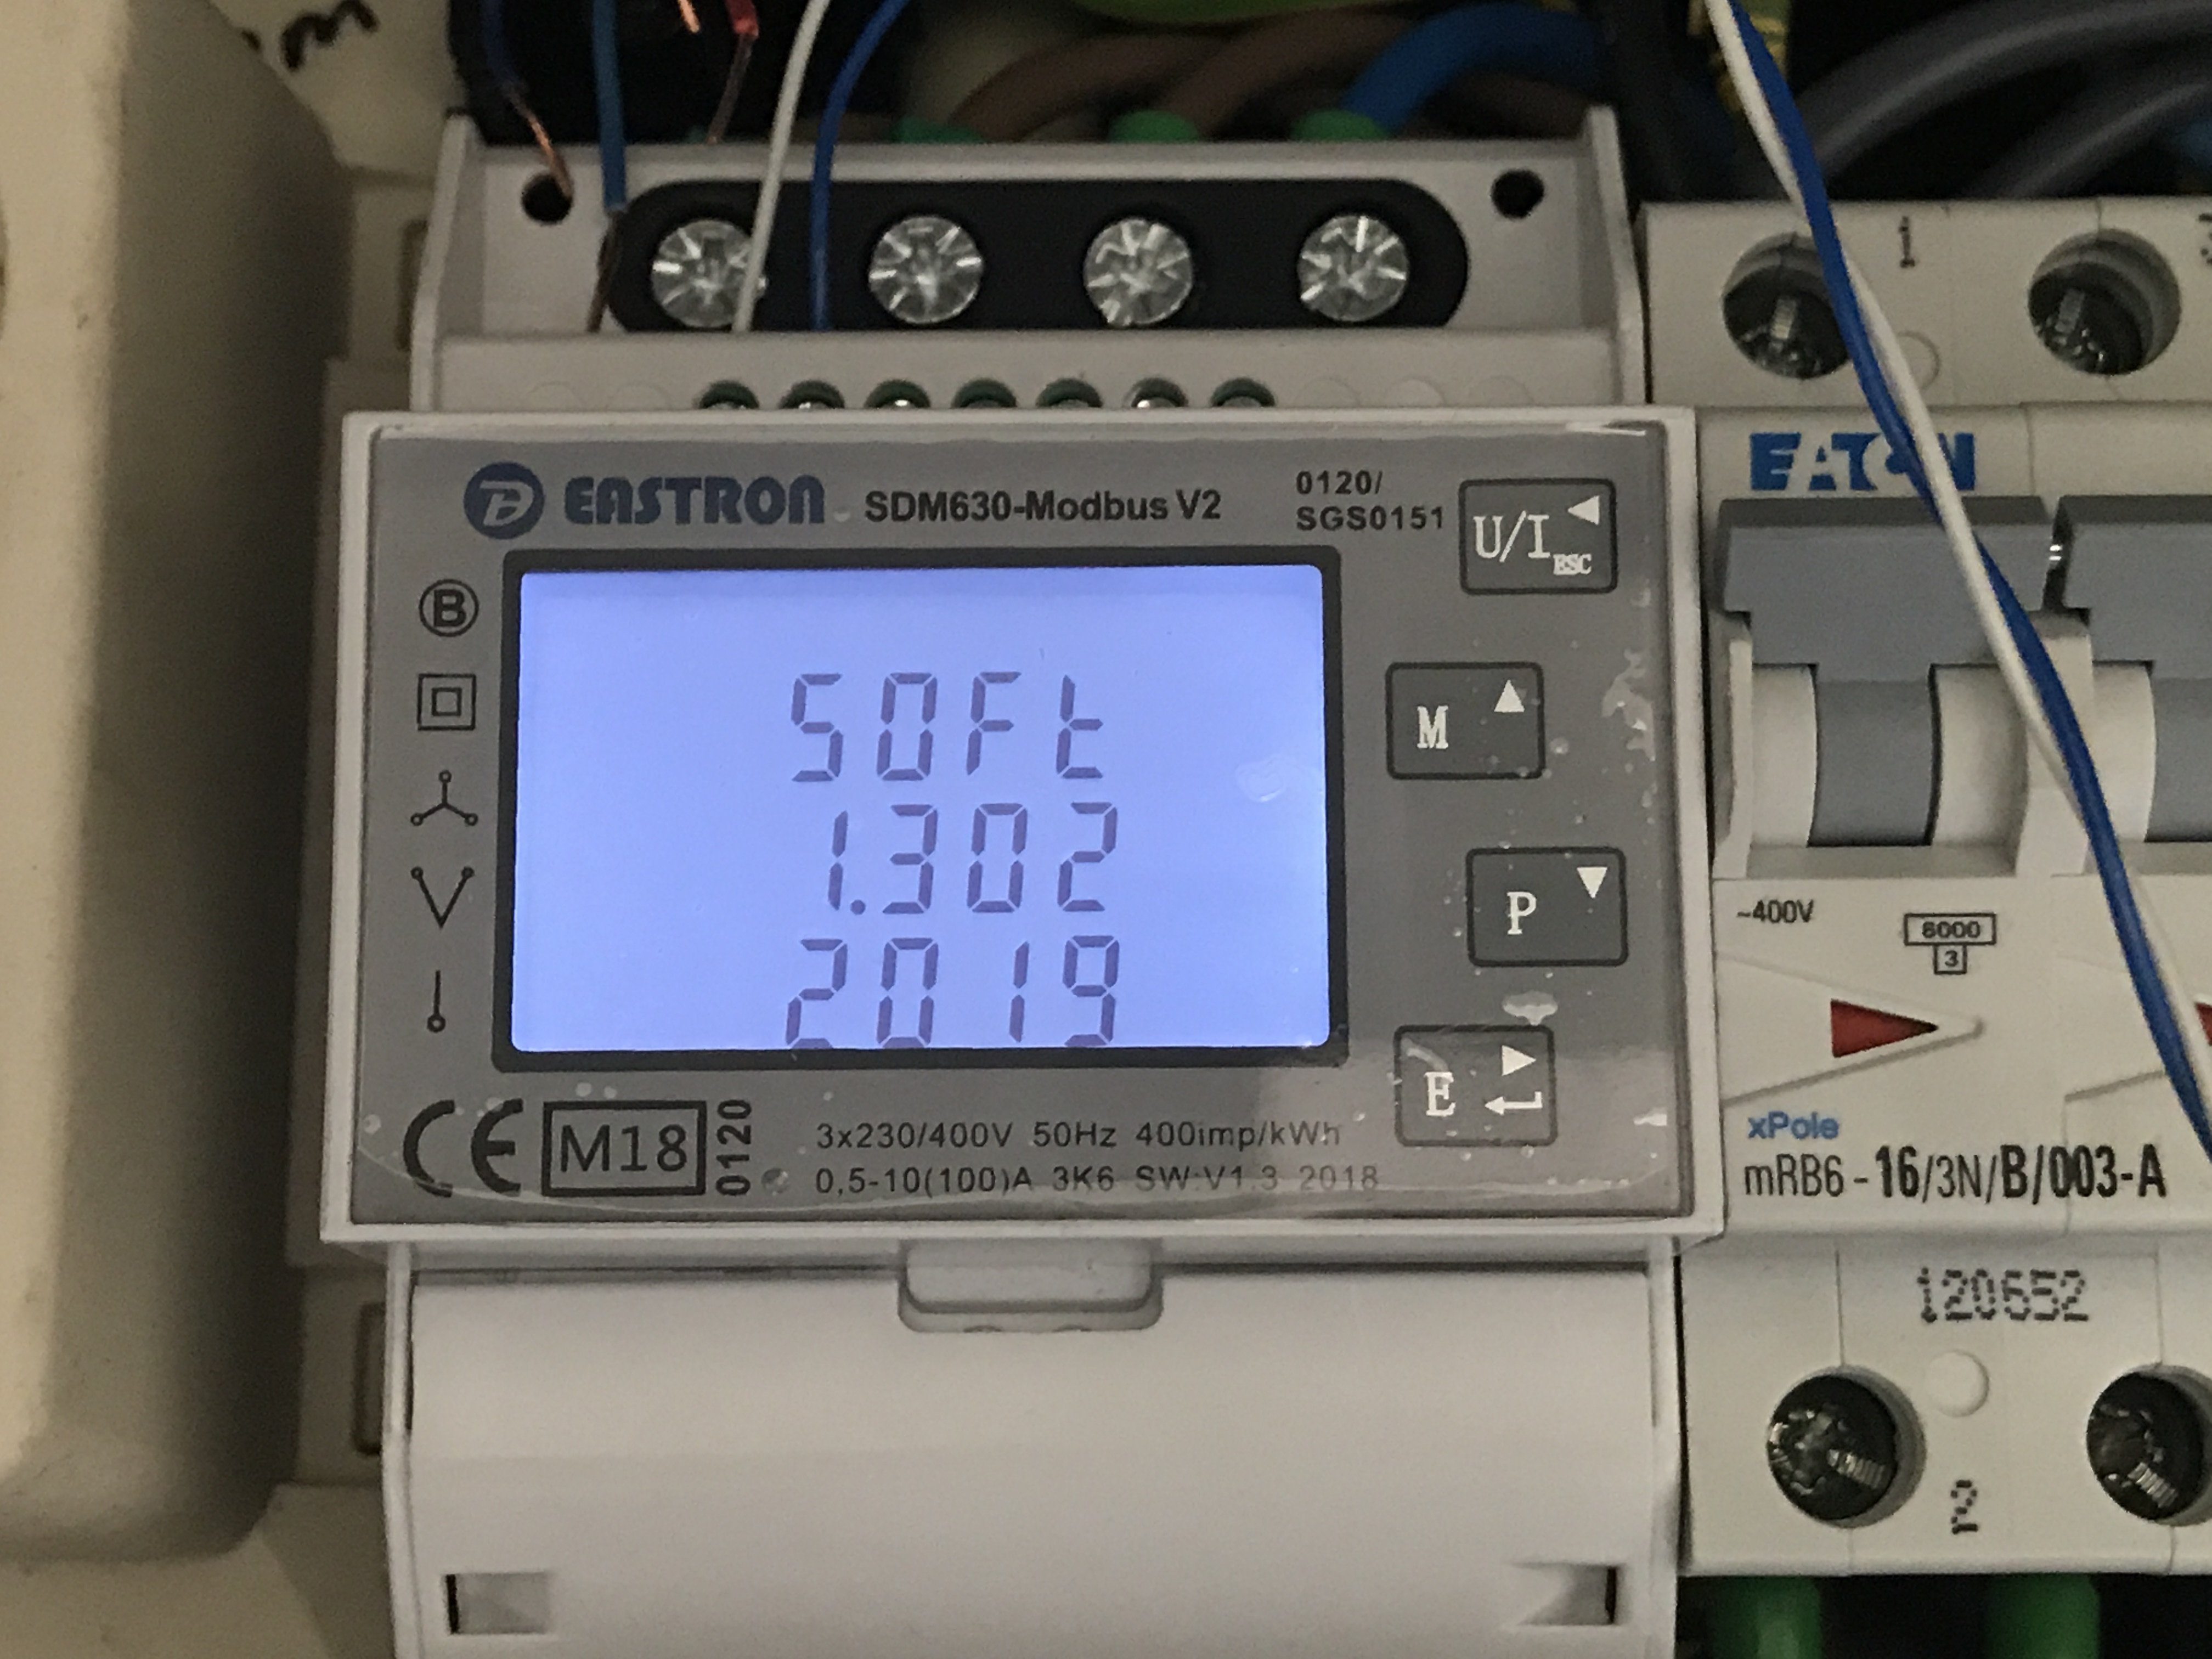 EASTRON SDM630-Modbus V2
0120/
SGS0151
U/I
ESC
B
M
P
E
SOFt
1.302
2019
CE M18 0120
3x230/400V 50Hz 400imp/kWh
0,5-10(100)A 3K6 SW:V1.3 2018
1
3
EATON
~400V
6000
3
xPole
mRB6-16/3N/B/003-A
120652
2